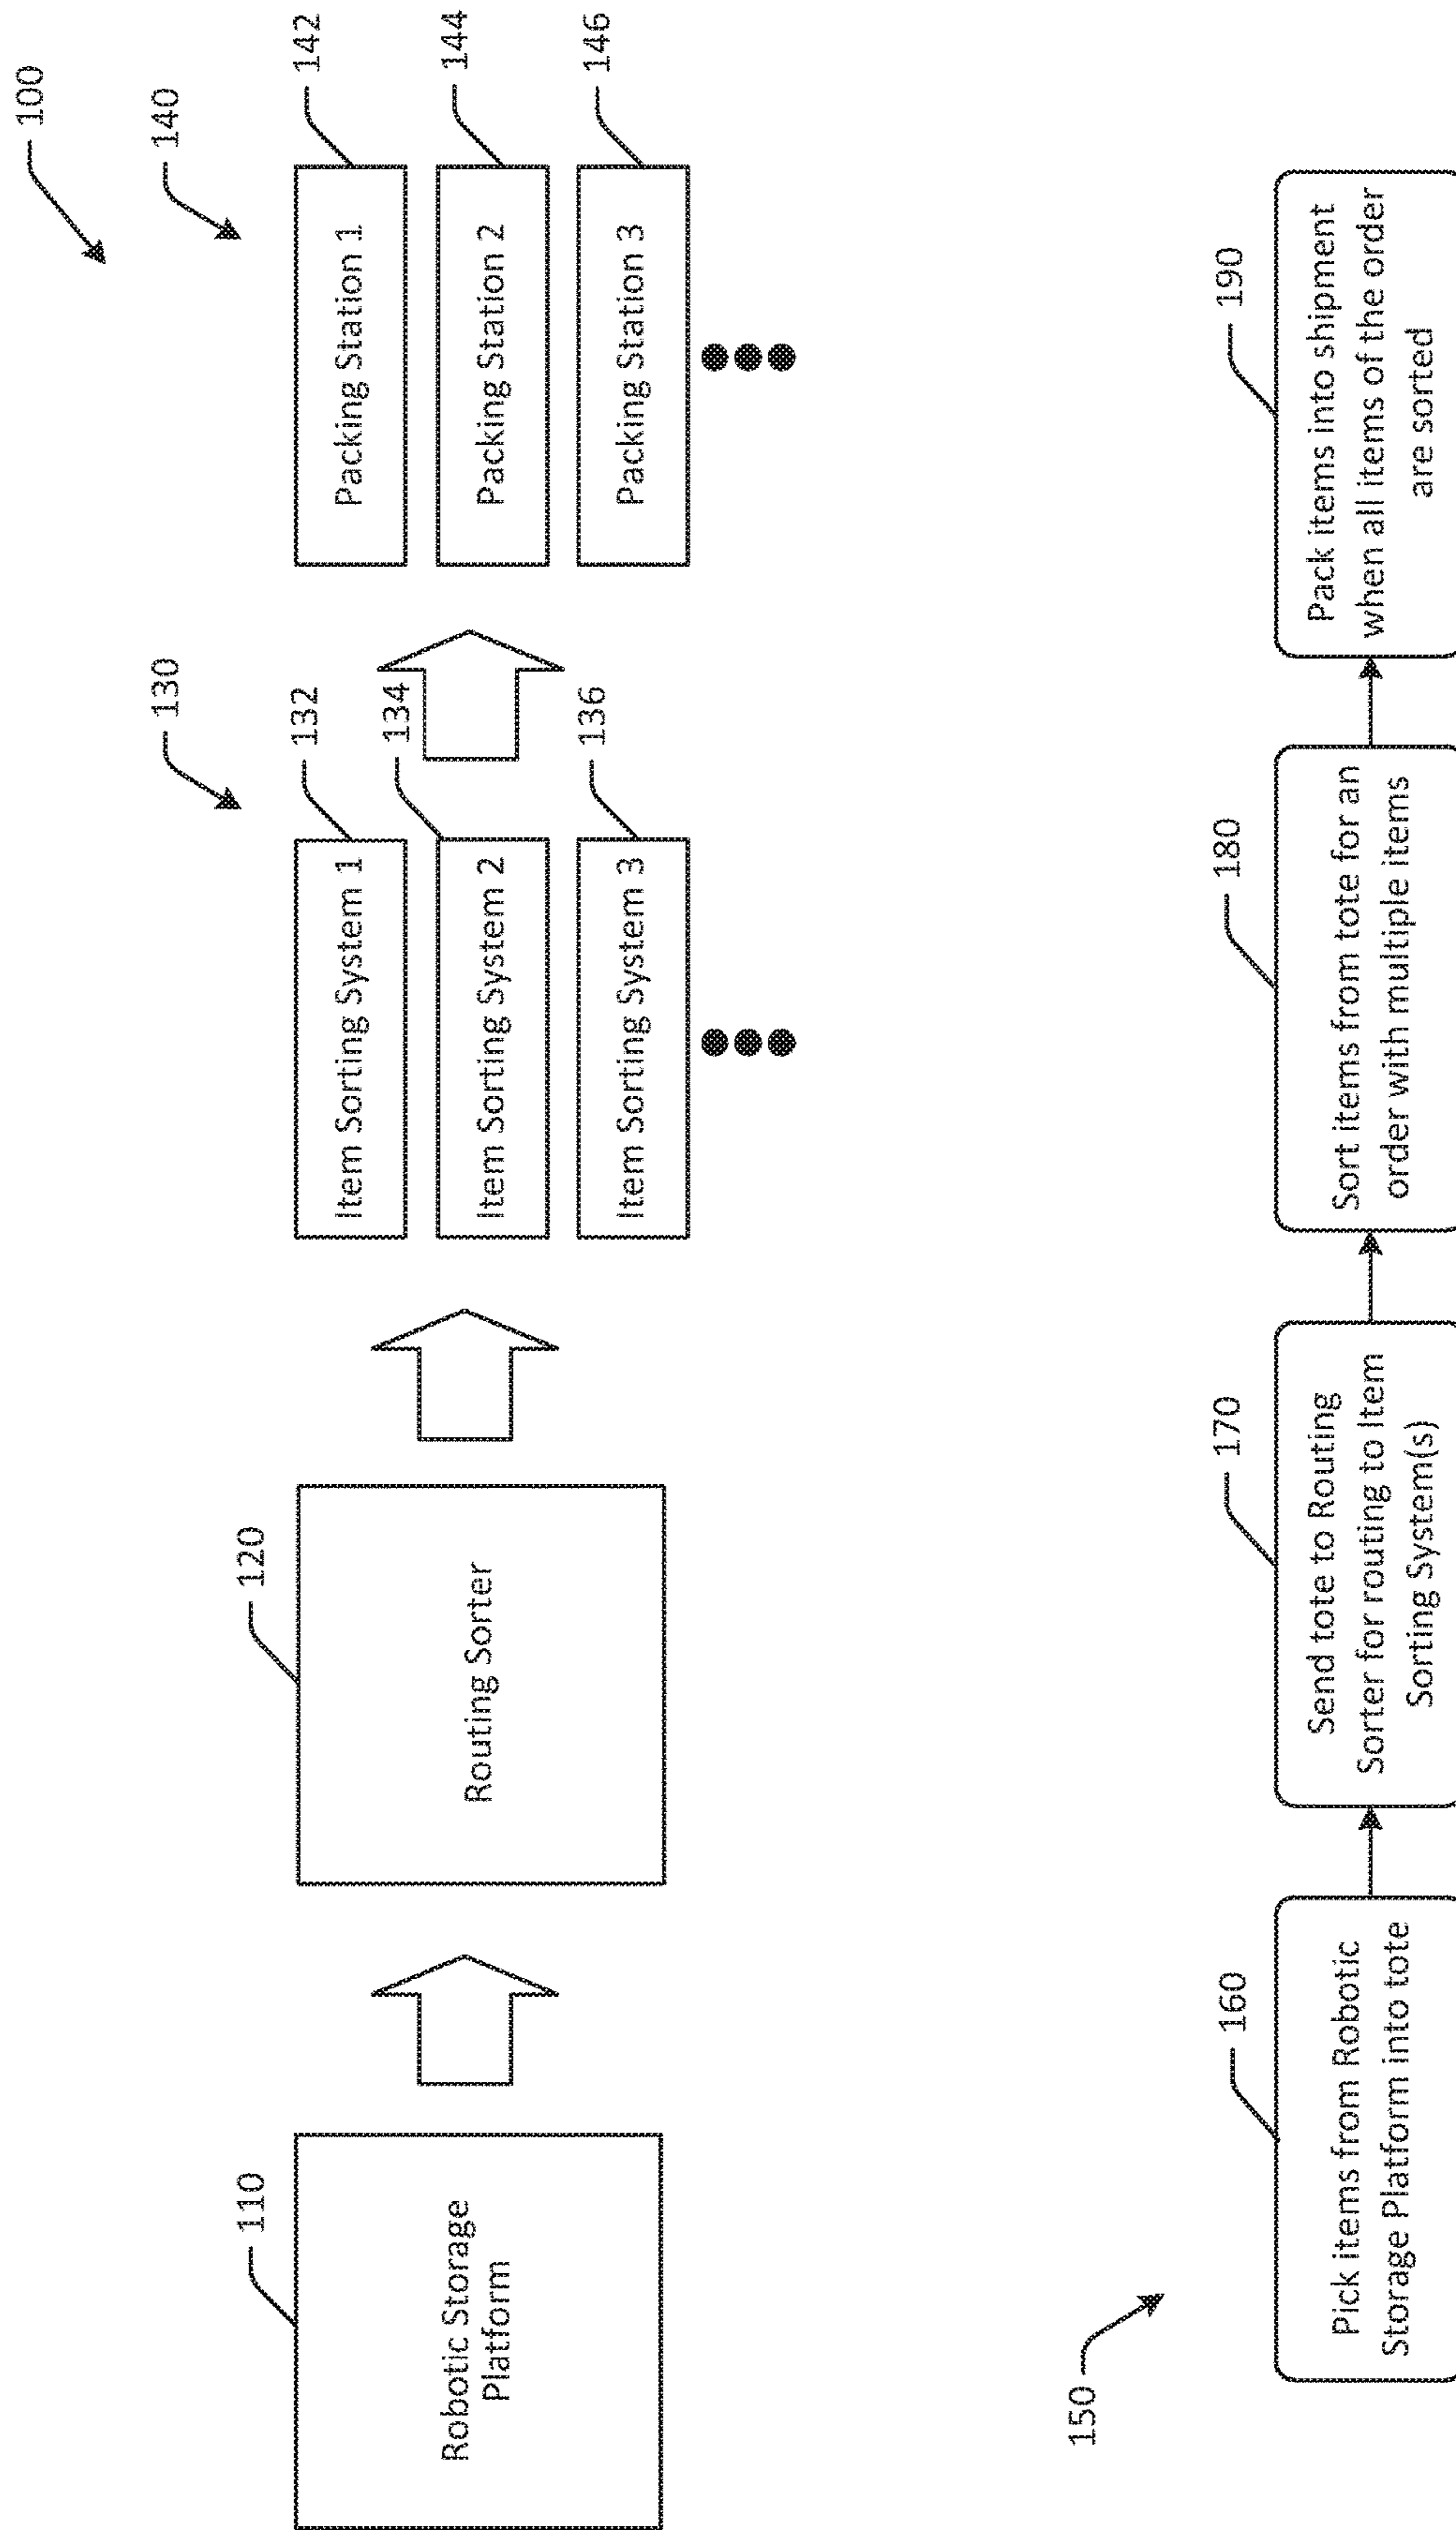 100
110
Robotic Storage
Platform
120
Routing Sorter
130
132
Item Sorting System 1
134
Item Sorting System 2
136
Item Sorting System 3
140
142
Packing Station 1
144
Packing Station 2
146
Packing Station 3
150
160
Pick items from Robotic
Storage Platform into tote
170
Send tote to Routing
Sorter for routing to Item
Sorting System(s)
180
Sort items from tote for an
order with multiple items
190
Pack items into shipment
when all items of the order
are sorted